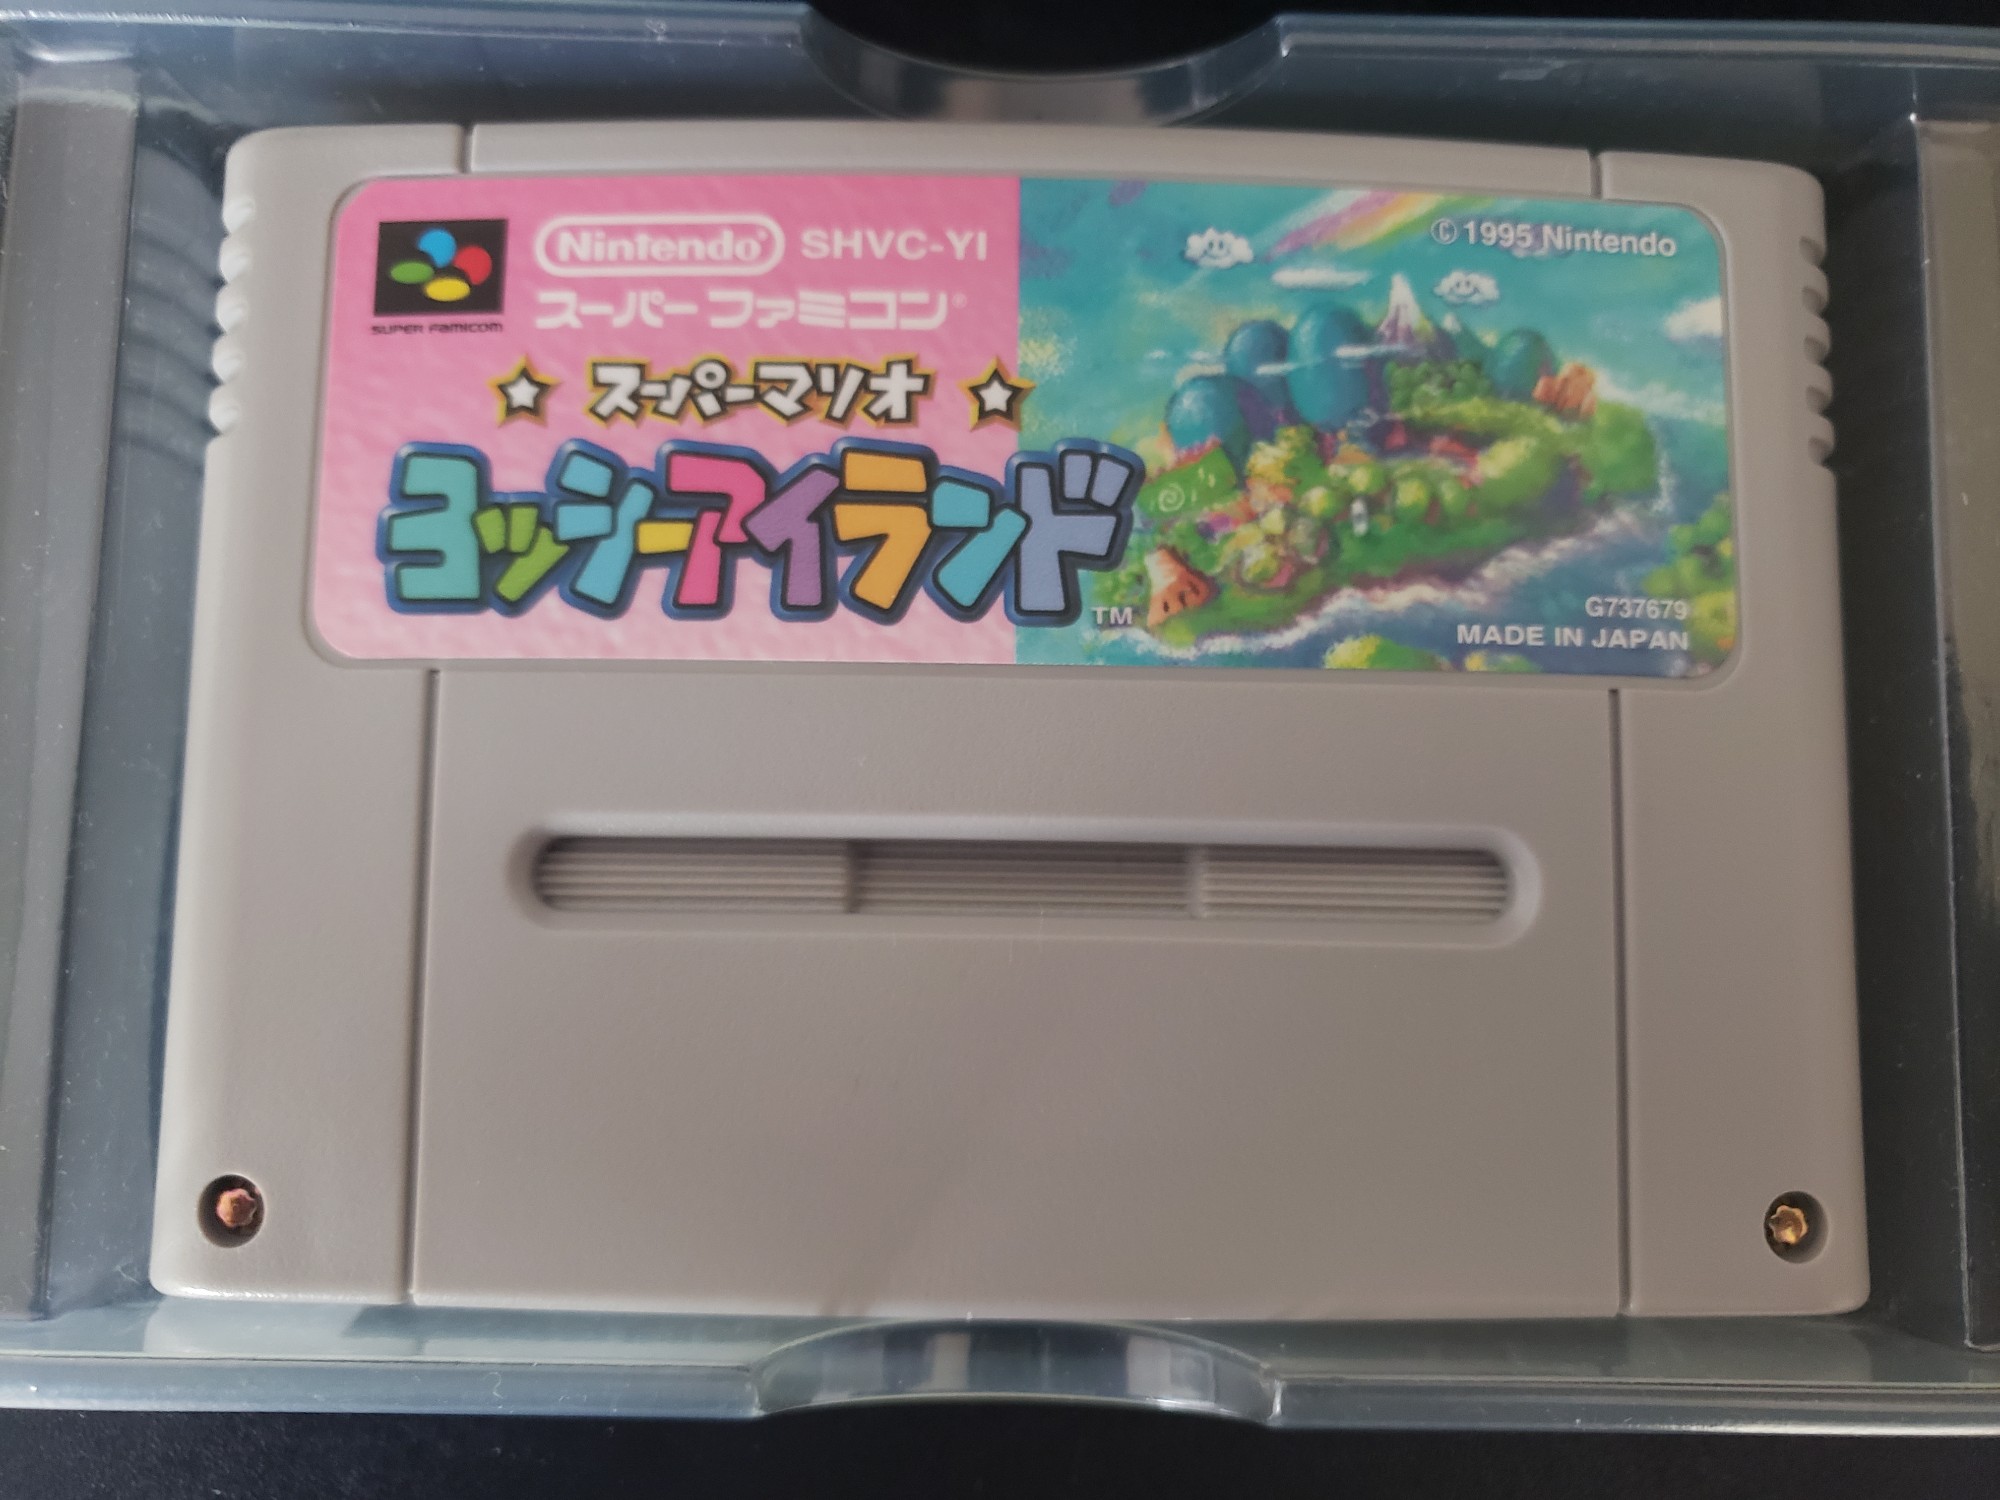 Nintendo® SHVC-YI
スーパーファミコン®
SUPER FAMICOM
© 1995 Nintendo
スーパーマリオ
ヨッシーアイランド
TM
G737679
MADE IN JAPAN